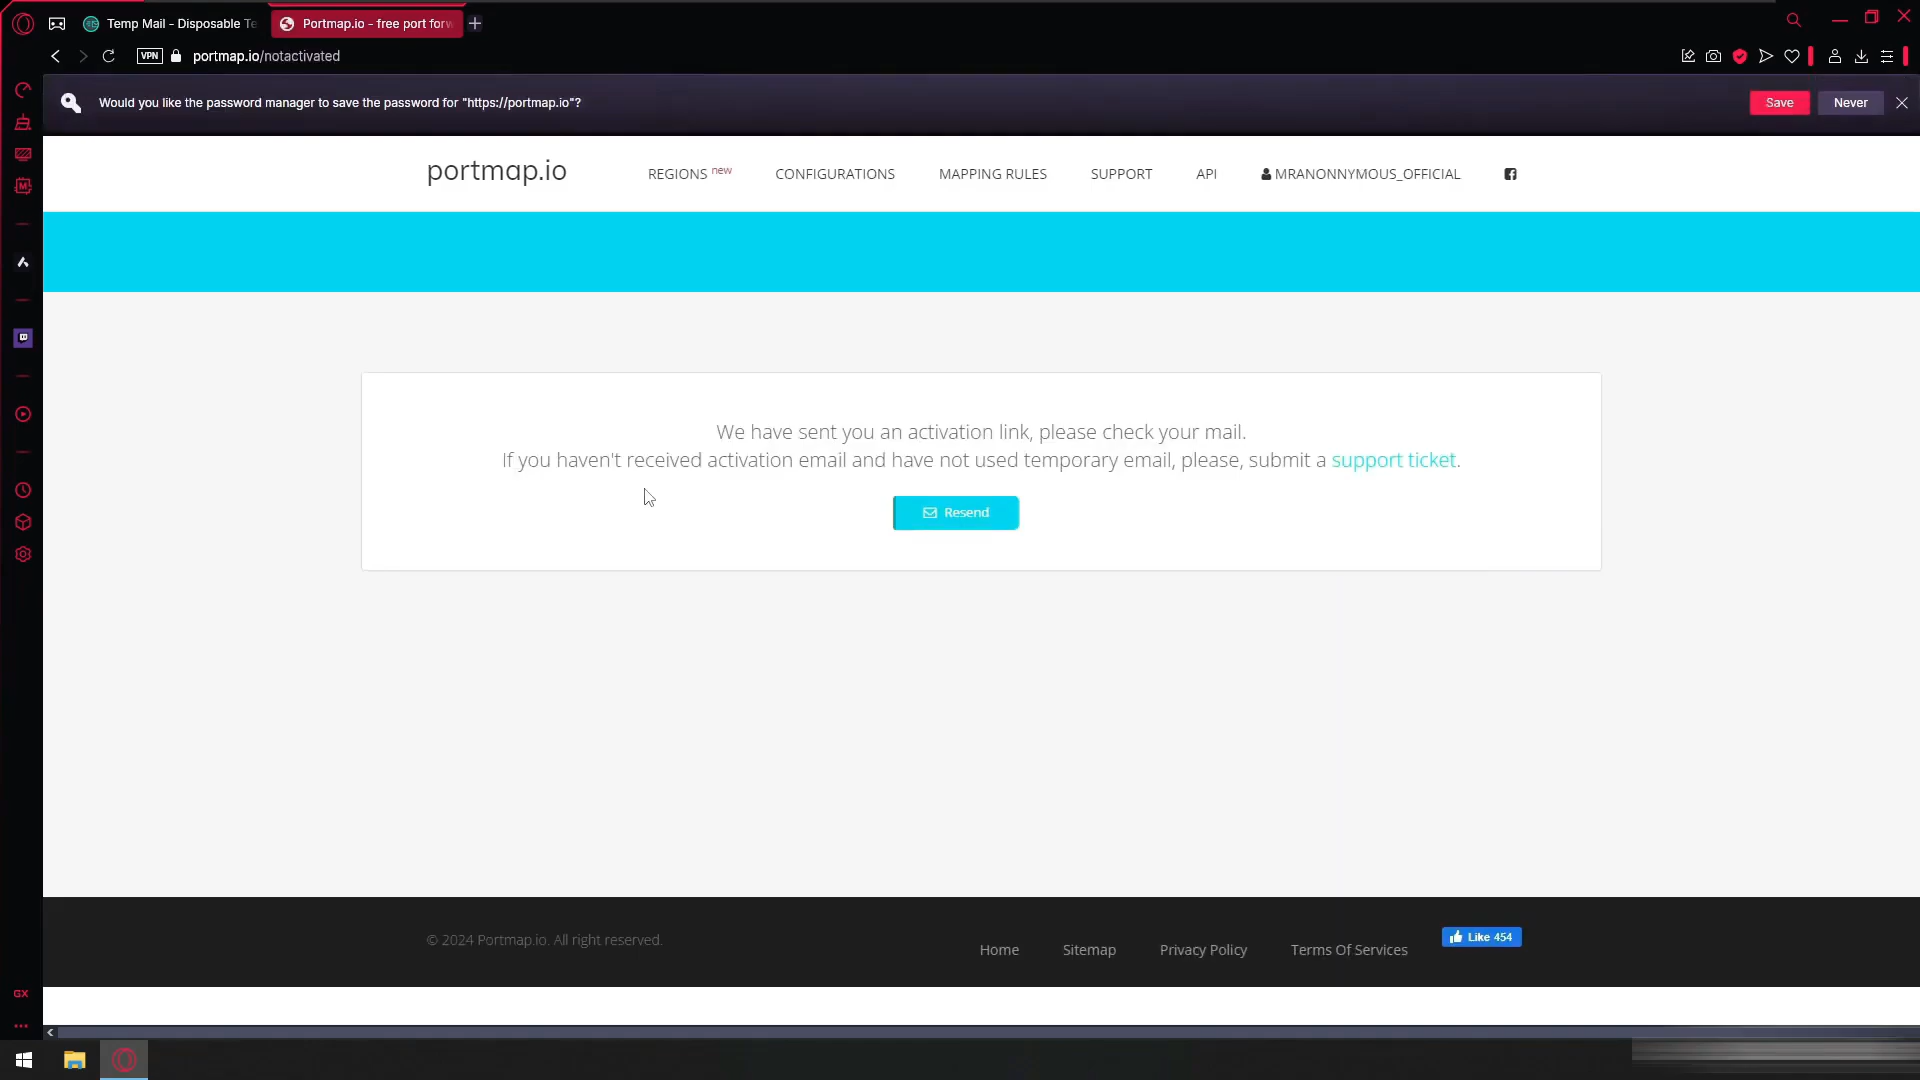 Temp Mail - Disposable Te
Portmap.io - free port forw
VPN
portmap.io/notactivated
Would you like the password manager to save the password for "https://portmap.io"?
Save
Never
portmap.io
REGIONS new
CONFIGURATIONS
MAPPING RULES
SUPPORT
API
MRANONNYMOUS_OFFICIAL
We have sent you an activation link, please check your mail.
If you haven't received activation email and have not used temporary email, please, submit a support ticket.
Resend
© 2024 Portmap.io. All right reserved.
Home
Sitemap
Privacy Policy
Terms Of Services
Like 454
GX